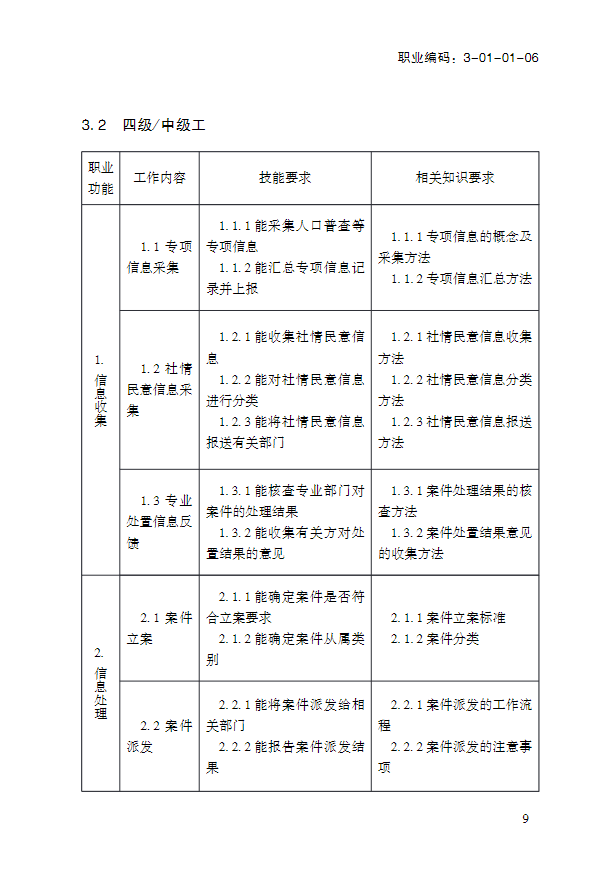 职业编码：3-01-01-06
3.2 四级/中级工
职业
功能
工作内容
技能要求
相关知识要求
1.
信息收集
1.1 专项
信息采集
1.1.1 能采集人口普查等
专项信息
1.1.2 能汇总专项信息记
录并上报
1.1.1 专项信息的概念及
采集方法
1.1.2 专项信息汇总方法
1.2 社情
民意信息采
集
1.2.1 能收集社情民意信
息
1.2.2 能对社情民意信息
进行分类
1.2.3 能将社情民意信息
报送有关部门
1.2.1 社情民意信息收集
方法
1.2.2 社情民意信息分类
方法
1.2.3 社情民意信息报送
方法
1.3 专业
处置信息反
馈
1.3.1 能核查专业部门对
案件的处理结果
1.3.2 能收集有关方对处
置结果的意见
1.3.1 案件处理结果的核
查方法
1.3.2 案件处置结果意见
的收集方法
2.
信息处理
2.1 案件
立案
2.1.1 能确定案件是否符
合立案要求
2.1.2 能确定案件从属类
别
2.1.1 案件立案标准
2.1.2 案件分类
2.2 案件
派发
2.2.1 能将案件派发给相
关部门
2.2.2 能报告案件派发结
果
2.2.1 案件派发的工作流
程
2.2.2 案件派发的注意事
项
9